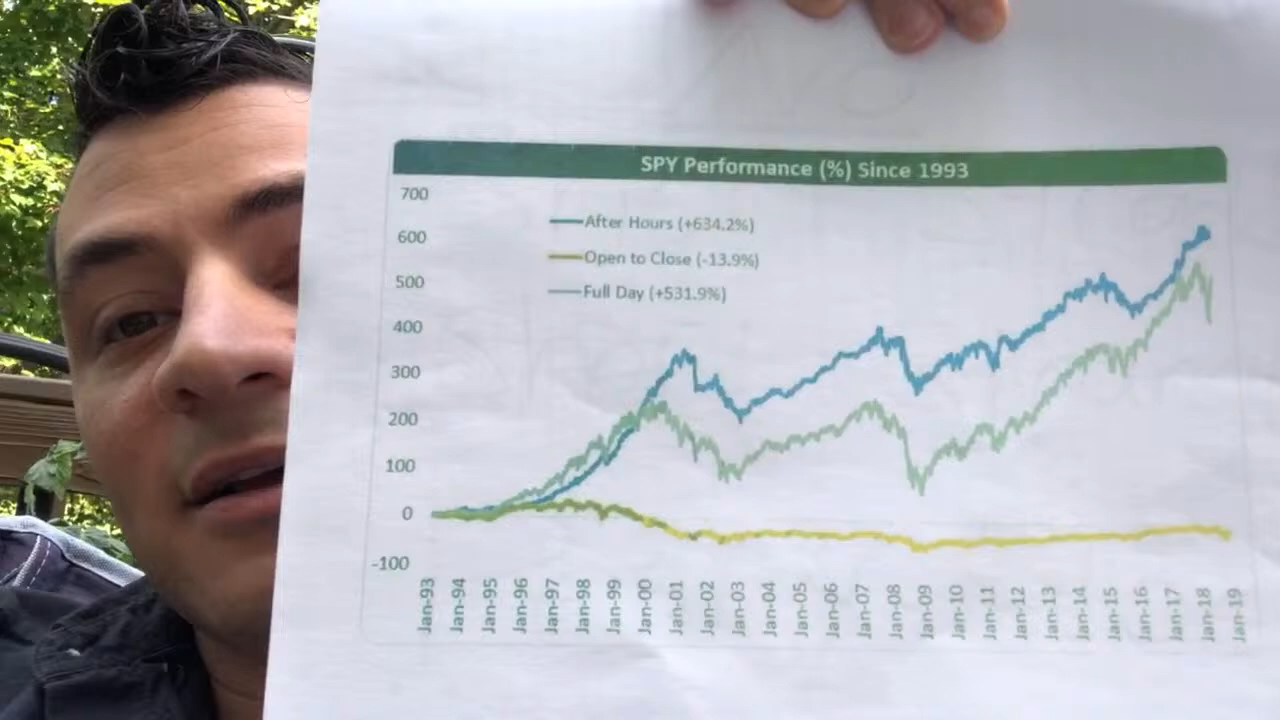 SPY Performance (%) Since 1993
700
600
500
400
300
200
100
0
-100
After Hours (+634.2%)
Open to Close (-13.9%)
Full Day (+531.9%)
Jan-93
Jan-94
Jan-95
Jan-96
Jan-97
Jan-98
Jan-99
Jan-00
Jan-01
Jan-02
Jan-03
Jan-04
Jan-05
Jan-06
Jan-07
Jan-08
Jan-09
Jan-10
Jan-11
Jan-12
Jan-13
Jan-14
Jan-15
Jan-16
Jan-17
Jan-18
Jan-19